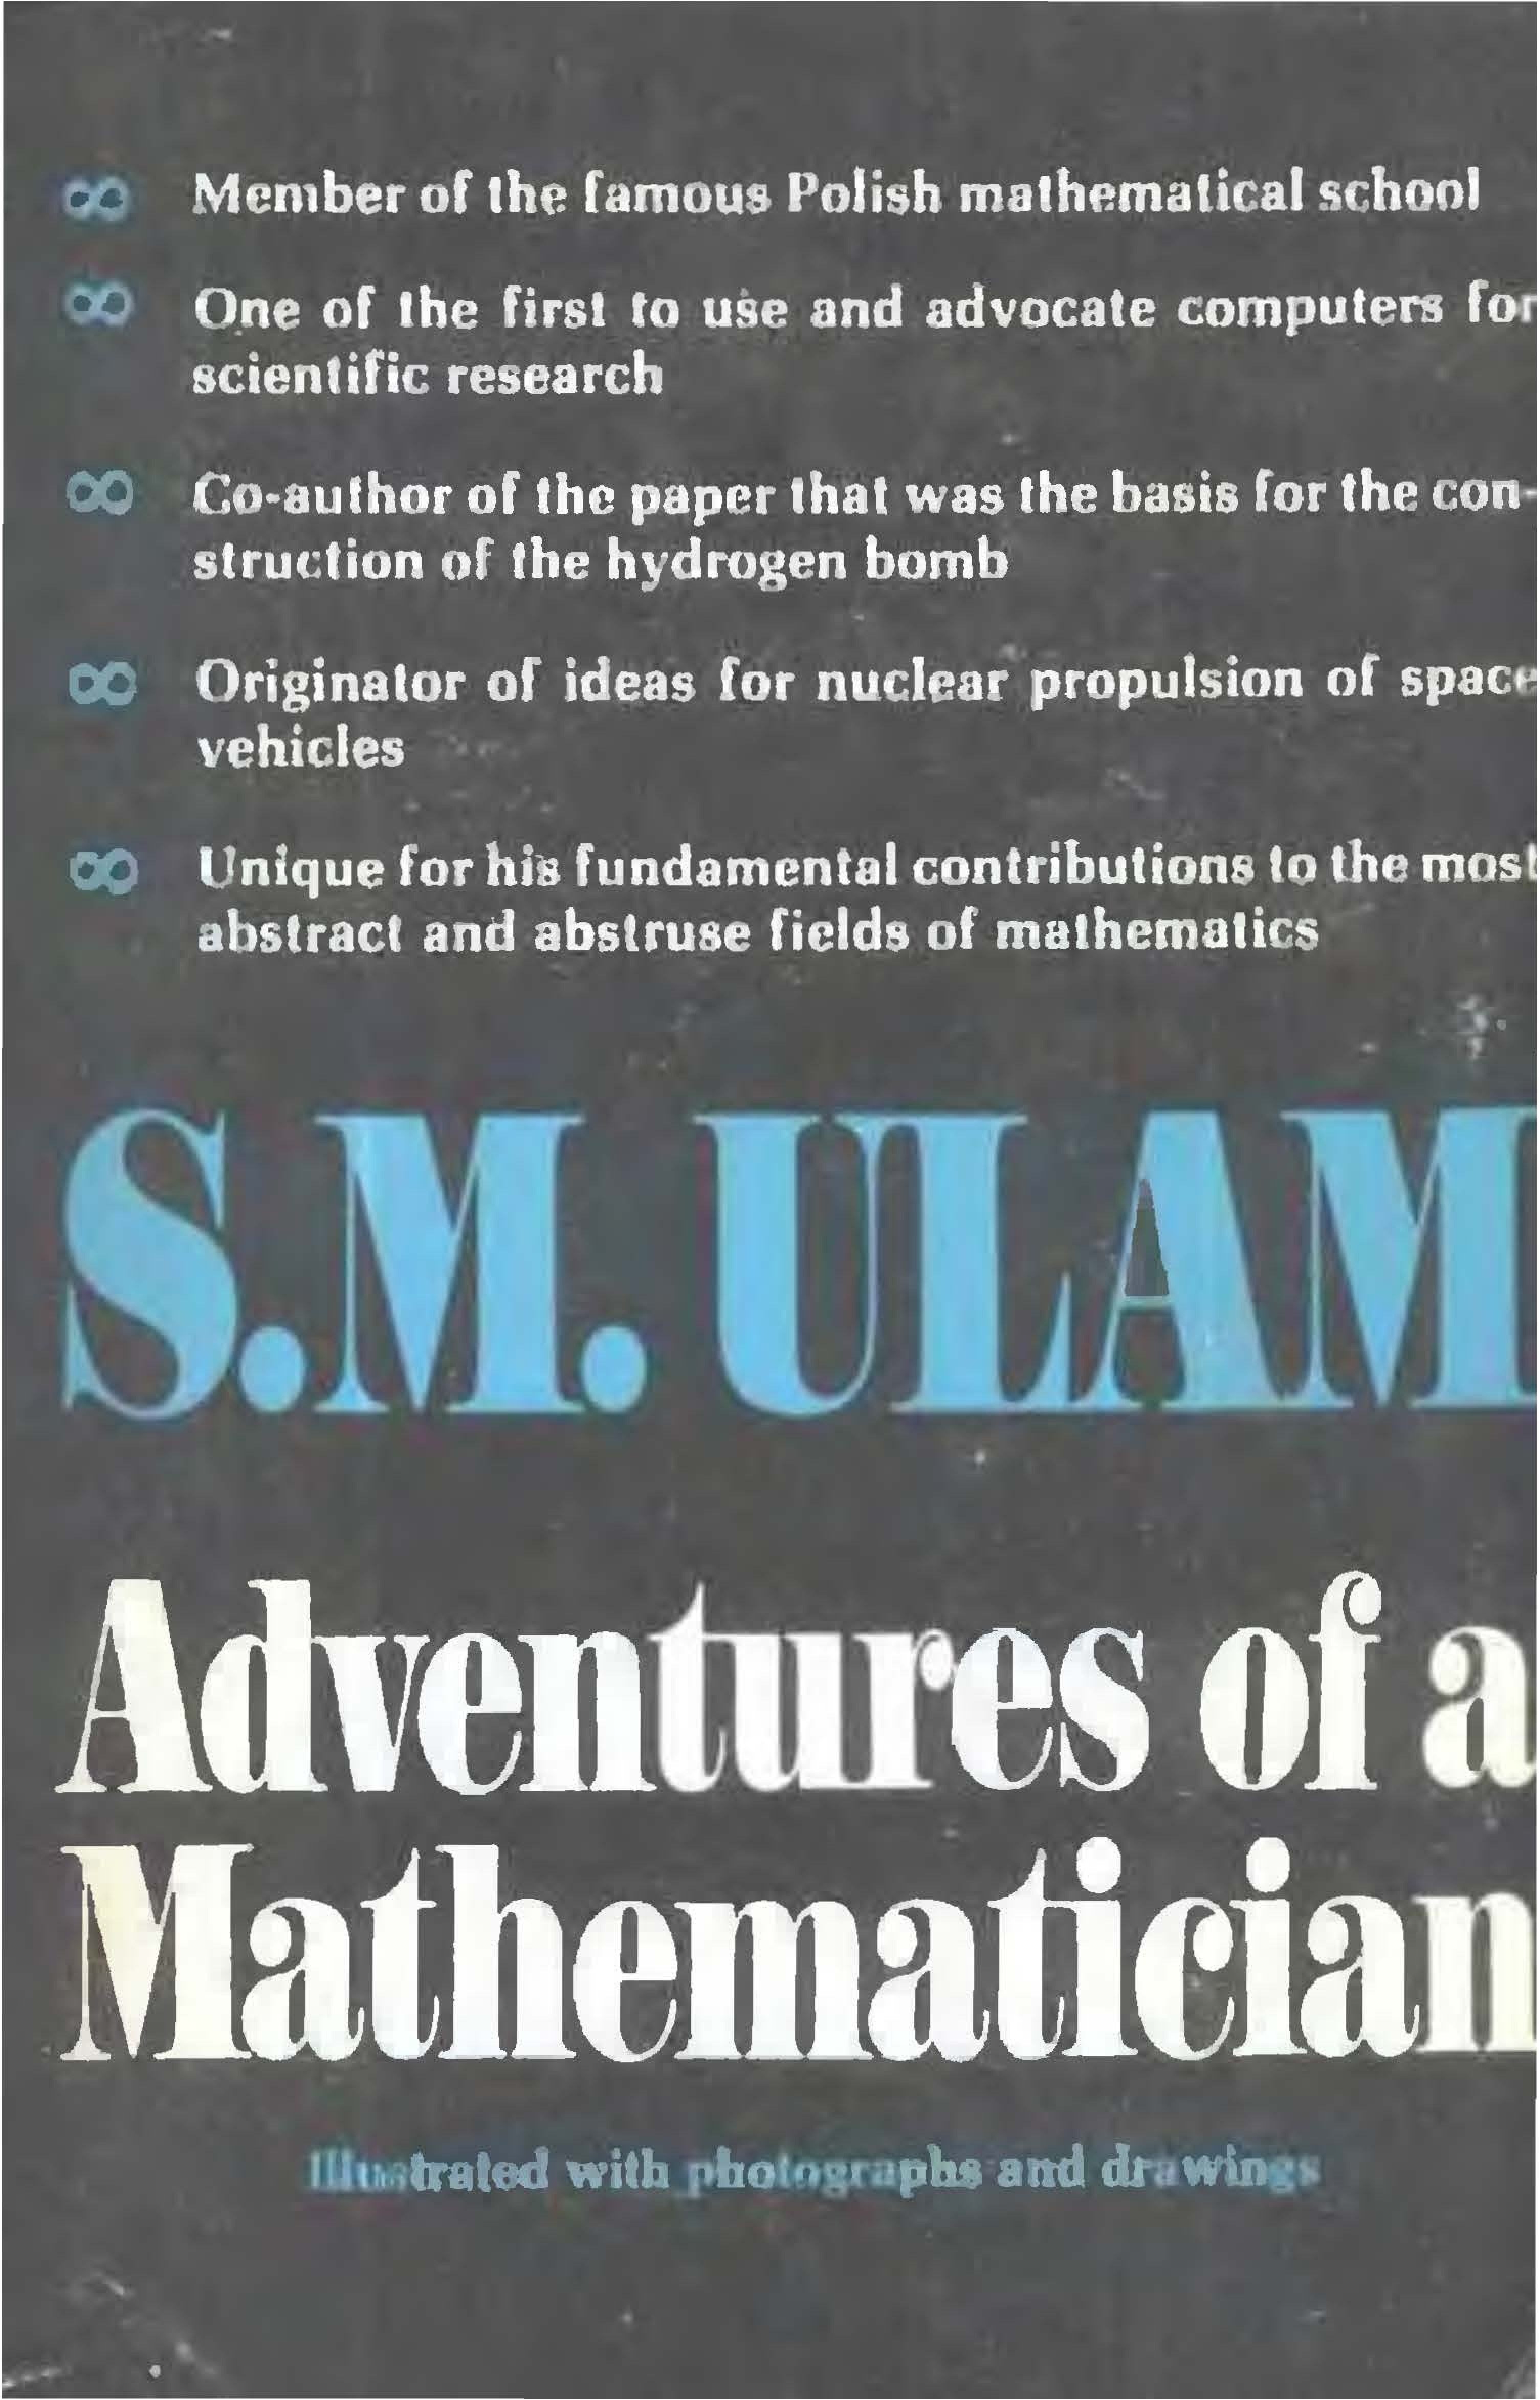 ∞ Member of the famous Polish mathematical school
∞ One of the first to use and advocate computers for
scientific research
∞ Co-author of the paper that was the basis for the con-
struction of the hydrogen bomb
∞ Originator of ideas for nuclear propulsion of space
vehicles
∞ Unique for his fundamental contributions to the most
abstract and abstruse fields of mathematics
S.M. ULAM
Adventures of a
Mathematician
Illustrated with photographs and drawings